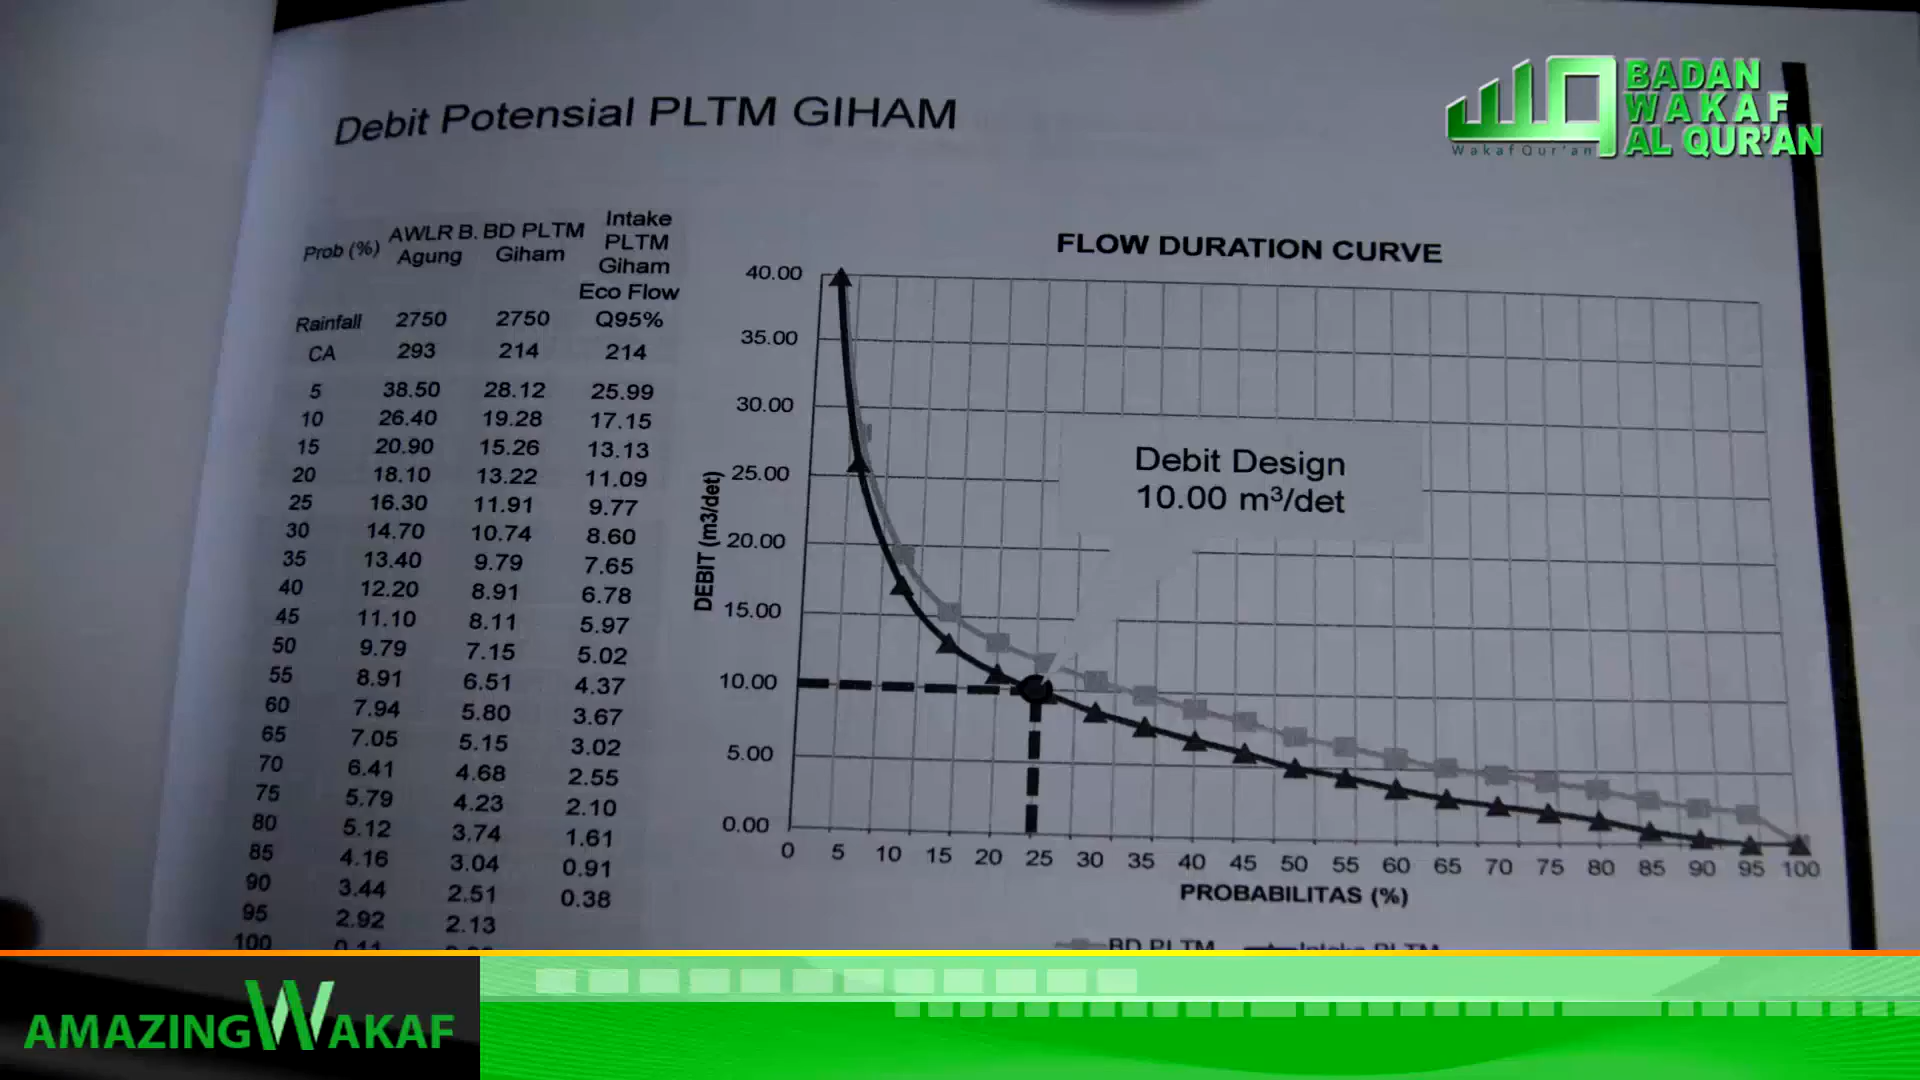 Debit Potensial PLTM GIHAM
BADAN
WAKAF
AL QUR'AN
WakafQur'an
Prob (%) AWLR B. Agung BD PLTM Giham Intake PLTM Giham
Eco Flow
Rainfall 2750 2750 Q95%
CA 293 214 214
5 38.50 28.12 25.99
10 26.40 19.28 17.15
15 20.90 15.26 13.13
20 18.10 13.22 11.09
25 16.30 11.91 9.77
30 14.70 10.74 8.60
35 13.40 9.79 7.65
40 12.20 8.91 6.78
45 11.10 8.11 5.97
50 9.79 7.15 5.02
55 8.91 6.51 4.37
60 7.94 5.80 3.67
65 7.05 5.15 3.02
70 6.41 4.68 2.55
75 5.79 4.23 2.10
80 5.12 3.74 1.61
85 4.16 3.04 0.91
90 3.44 2.51 0.38
95 2.92 2.13
100
FLOW DURATION CURVE
DEBIT (m3/det)
40.00
35.00
30.00
25.00
20.00
15.00
10.00
5.00
0.00
Debit Design
10.00 m³/det
0 5 10 15 20 25 30 35 40 45 50 55 60 65 70 75 80 85 90 95 100
PROBABILITAS (%)
BD PLTM Intake PLTM
AMAZING WAKAF